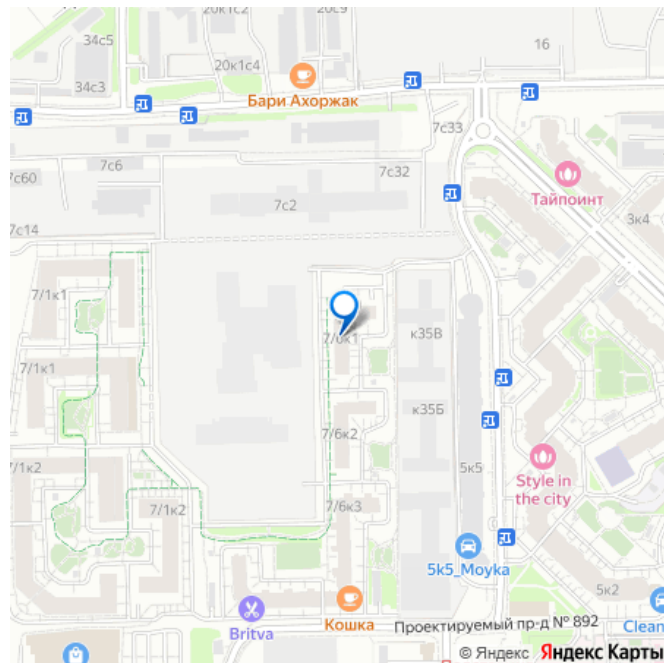 20к1с4
20с9
34с5
16
20к1с4
34с3
Бари Ахоржак
7с33
7с6
7с32
7с60
Тайпоинт
7с2
3к4
7с14
7/1к1
7/6к1
к35В
7/1к1
к35Б
7/6к2
7/1к2
5к5
Style in
the city
7/1к2
7/6к3
5k5_Moyka
5к2
Britva
Кошка
Проектируемый пр-д № 892
Clean
© Яндекс Яндекс Карты